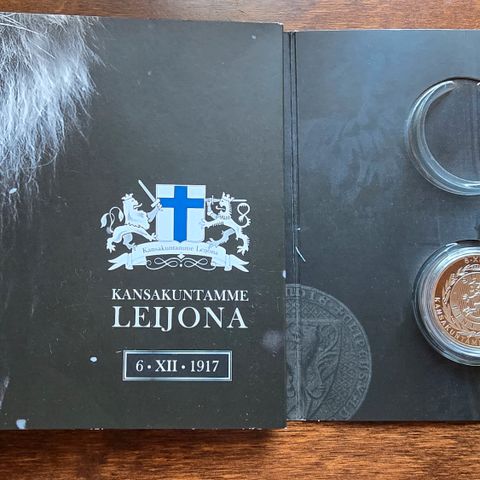 Kansakuntamme Leijona
KANSAKUNTAMME
LEIJONA
6 • XII • 1917